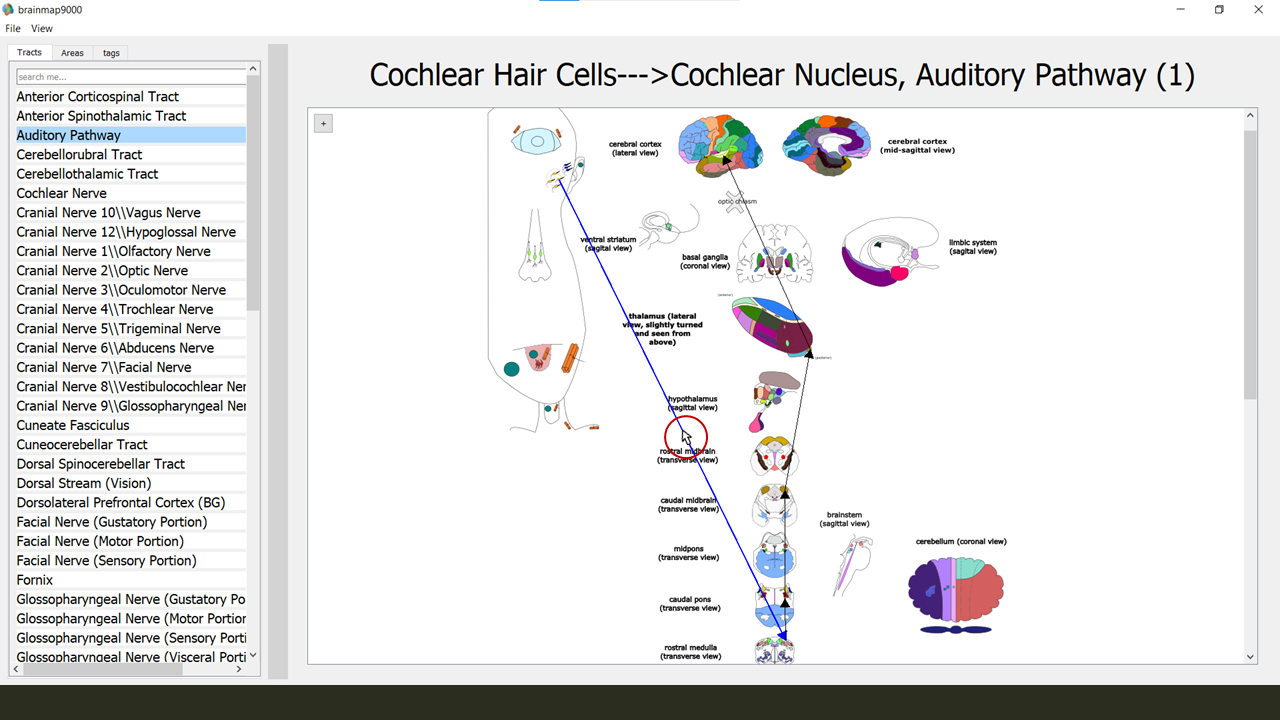 brainmap9000
File View
Tracts Areas tags
search me...
Anterior Corticospinal Tract
Anterior Spinothalamic Tract
Auditory Pathway
Cerebellorubral Tract
Cerebellothalamic Tract
Cochlear Nerve
Cranial Nerve 10\\Vagus Nerve
Cranial Nerve 12\\Hypoglossal Nerve
Cranial Nerve 1\\Olfactory Nerve
Cranial Nerve 2\\Optic Nerve
Cranial Nerve 3\\Oculomotor Nerve
Cranial Nerve 4\\Trochlear Nerve
Cranial Nerve 5\\Trigeminal Nerve
Cranial Nerve 6\\Abducens Nerve
Cranial Nerve 7\\Facial Nerve
Cranial Nerve 8\\Vestibulocochlear Ner
Cranial Nerve 9\\Glossopharyngeal Ner
Cuneate Fasciculus
Cuneocerebellar Tract
Dorsal Spinocerebellar Tract
Dorsal Stream (Vision)
Dorsolateral Prefrontal Cortex (BG)
Facial Nerve (Gustatory Portion)
Facial Nerve (Motor Portion)
Facial Nerve (Sensory Portion)
Fornix
Glossopharyngeal Nerve (Gustatory Po
Glossopharyngeal Nerve (Motor Portion
Glossopharyngeal Nerve (Sensory Porti
Glossopharyngeal Nerve (Visceral Porti
Cochlear Hair Cells--->Cochlear Nucleus, Auditory Pathway (1)
+
cerebral cortex
(lateral view)
cerebral cortex
(mid-sagittal view)
optic chiasm
ventral striatum
(sagital view)
basal ganglia
(coronal view)
limbic system
(sagital view)
(anterior)
thalamus (lateral
view, slightly turned
and seen from
above)
(posterior)
hypothalamus
(sagittal view)
rostral midbrain
(transverse view)
caudal midbrain
(transverse view)
brainstem
(sagittal view)
midpons
(transverse view)
cerebellum (coronal view)
caudal pons
(transverse view)
rostral medulla
(transverse view)